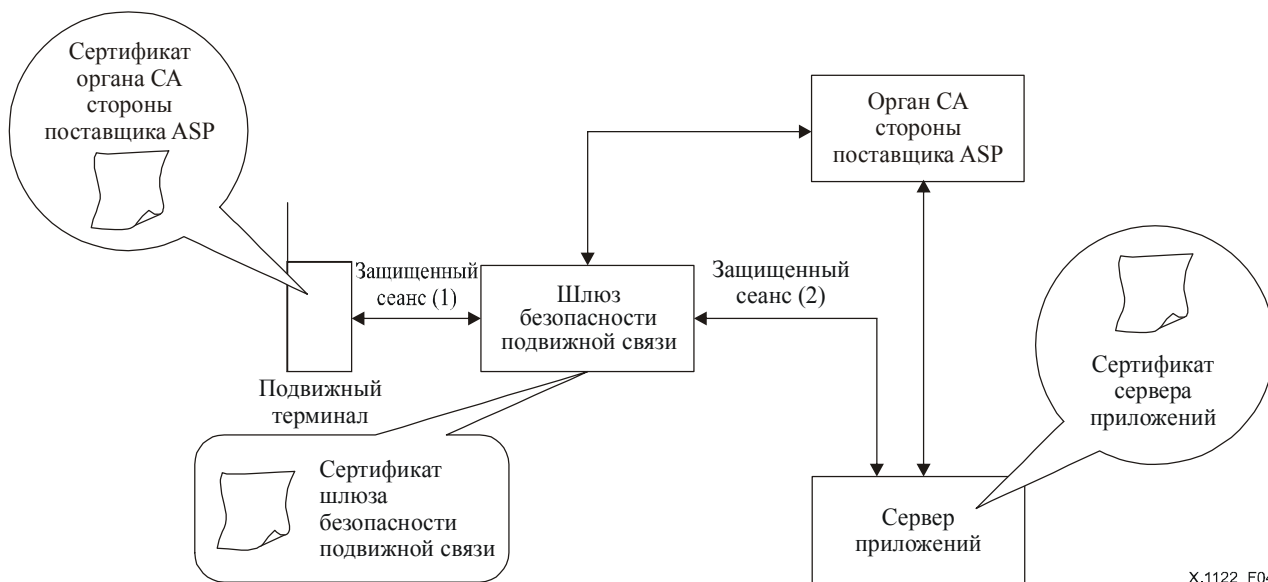 Сертификат
органа CA
стороны
поставщика ASP
Орган CA
стороны
поставщика ASP
Защищенный
сеанс (1)
Шлюз
безопасности
подвижной связи
Защищенный
сеанс (2)
Подвижный
терминал
Сертификат
сервера
приложений
Сертификат
шлюза
безопасности
подвижной связи
Сервер
приложений